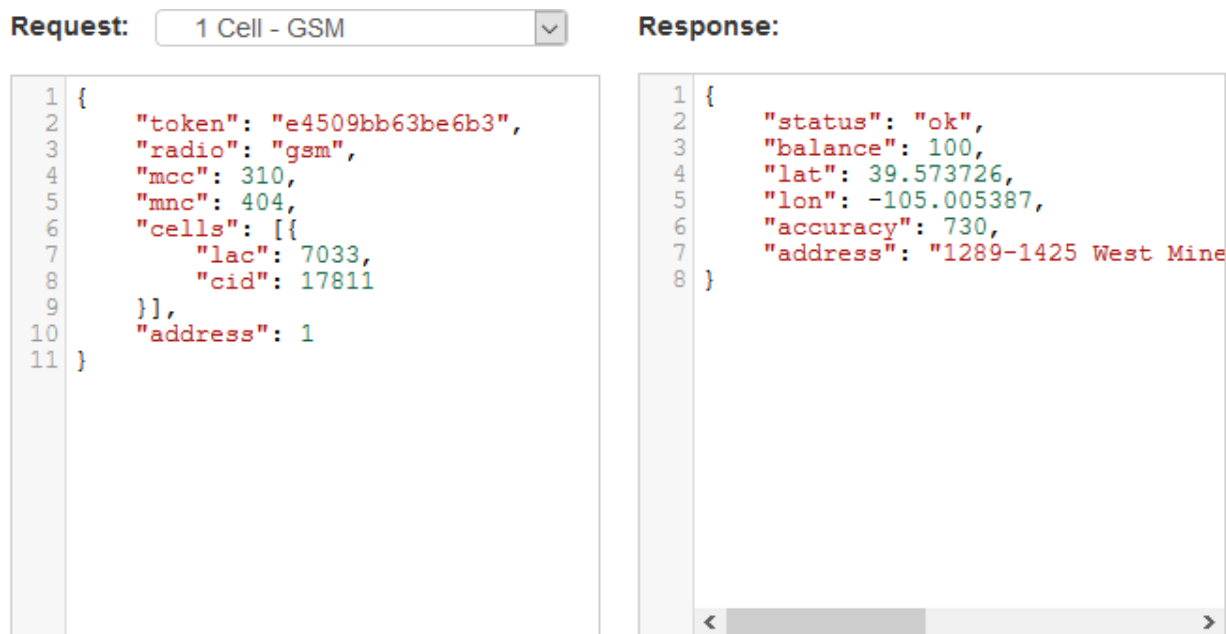 Request: 1 Cell - GSM
1 {
2 "token": "e4509bb63be6b3",
3 "radio": "gsm",
4 "mcc": 310,
5 "mnc": 404,
6 "cells": [{
7 "lac": 7033,
8 "cid": 17811
9 }],
10 "address": 1
11 }
Response:
1 {
2 "status": "ok",
3 "balance": 100,
4 "lat": 39.573726,
5 "lon": -105.005387,
6 "accuracy": 730,
7 "address": "1289-1425 West Mine
8 }